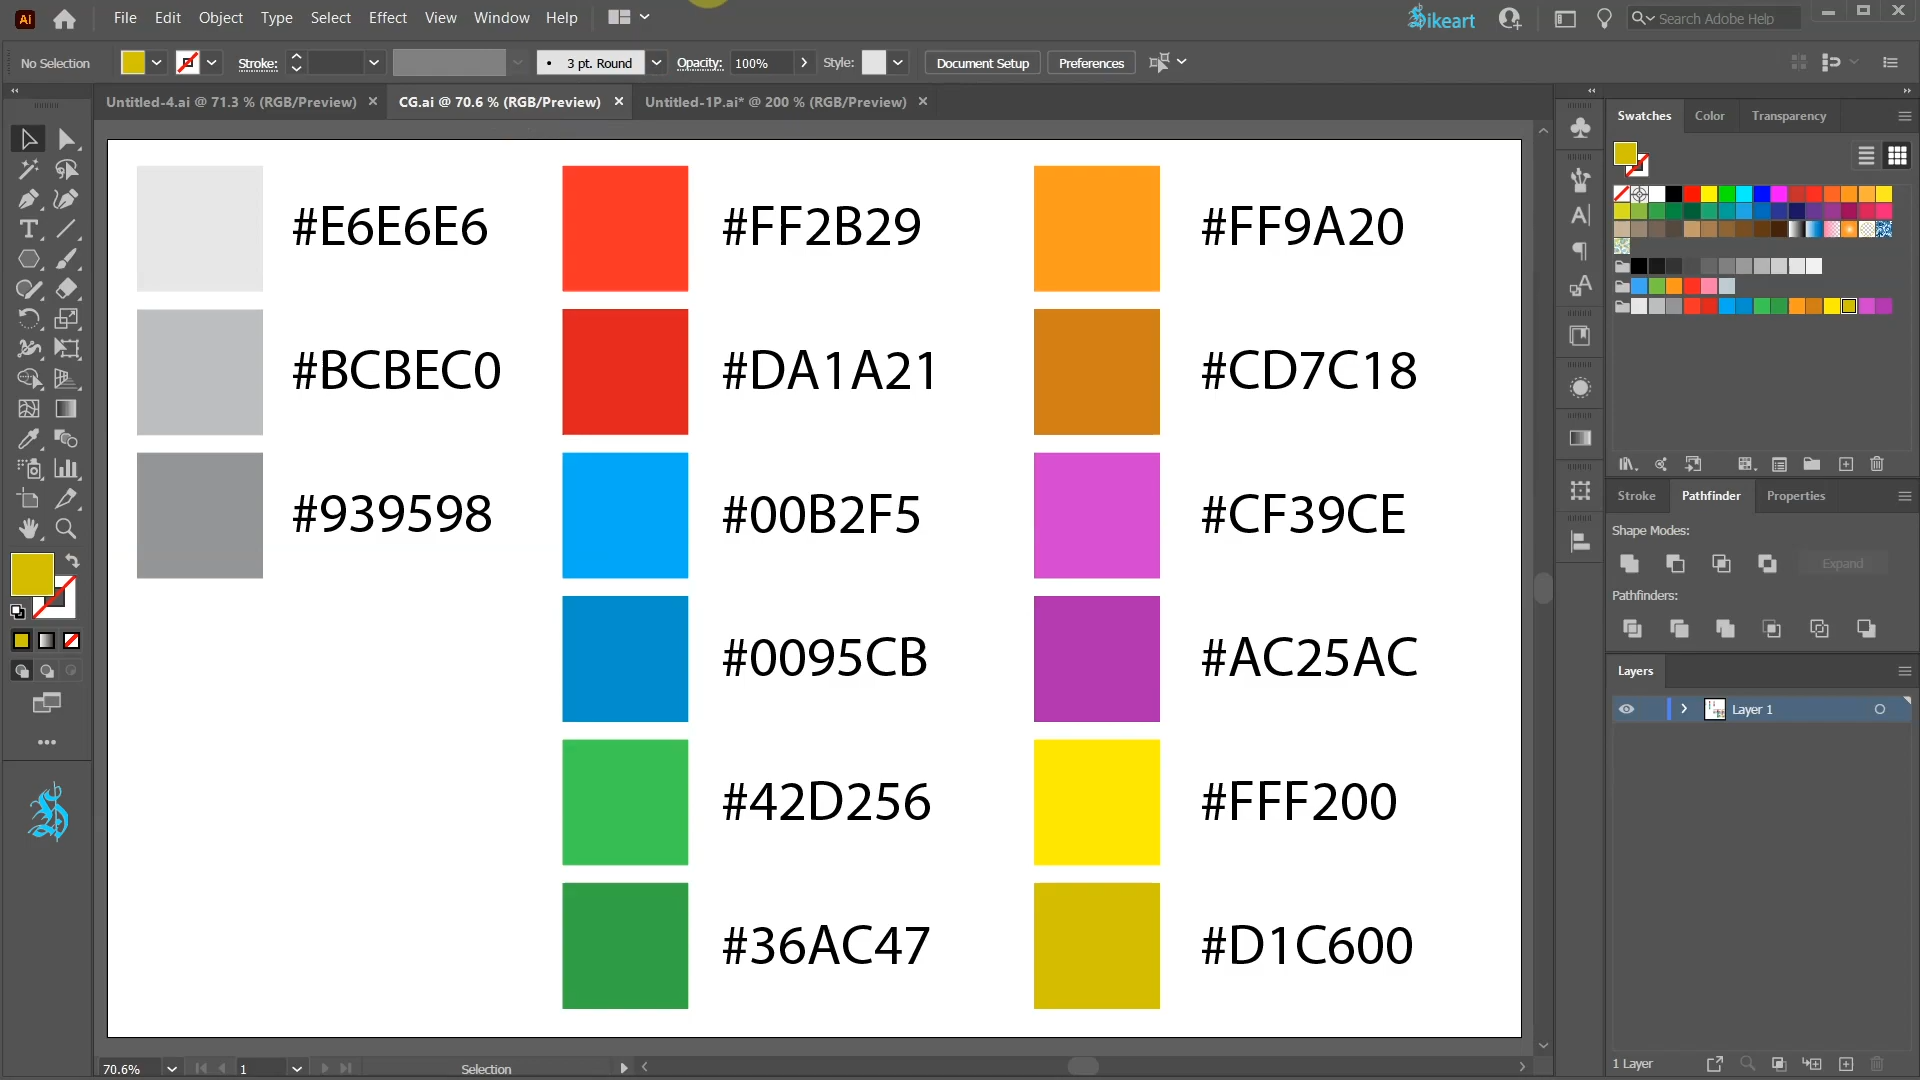 Ai File Edit Object Type Select Effect View Window Help Dikeart Search Adobe Help
No Selection Stroke: • 3 pt. Round Opacity: 100% Style: Document Setup Preferences
Untitled-4.ai @ 71.3 % (RGB/Preview) × CG.ai @ 70.6 % (RGB/Preview) × Untitled-1P.ai* @ 200 % (RGB/Preview) ×
Swatches Color Transparency
#E6E6E6 #FF2B29 #FF9A20
#BCBEC0 #DA1A21 #CD7C18
#939598 #00B2F5 #CF39CE
#0095CB #AC25AC
#42D256 #FFF200
#36AC47 #D1C600
Stroke Pathfinder Properties
Shape Modes:
Expand
Pathfinders:
Layers
Layer 1
1 Layer
70.6% 1 Selection